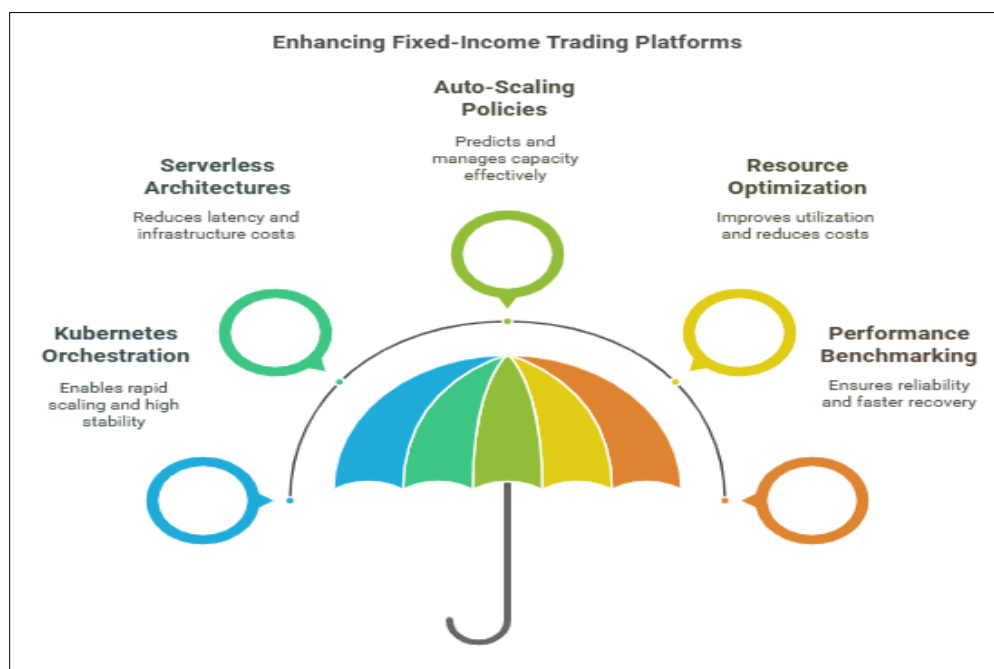 Enhancing Fixed-Income Trading Platforms
Auto-Scaling
Policies
Predicts and
manages capacity
effectively
Serverless
Architectures
Reduces latency and
infrastructure costs
Resource
Optimization
Improves utilization
and reduces costs
Kubernetes
Orchestration
Enables rapid
scaling and high
stability
Performance
Benchmarking
Ensures reliability
and faster recovery